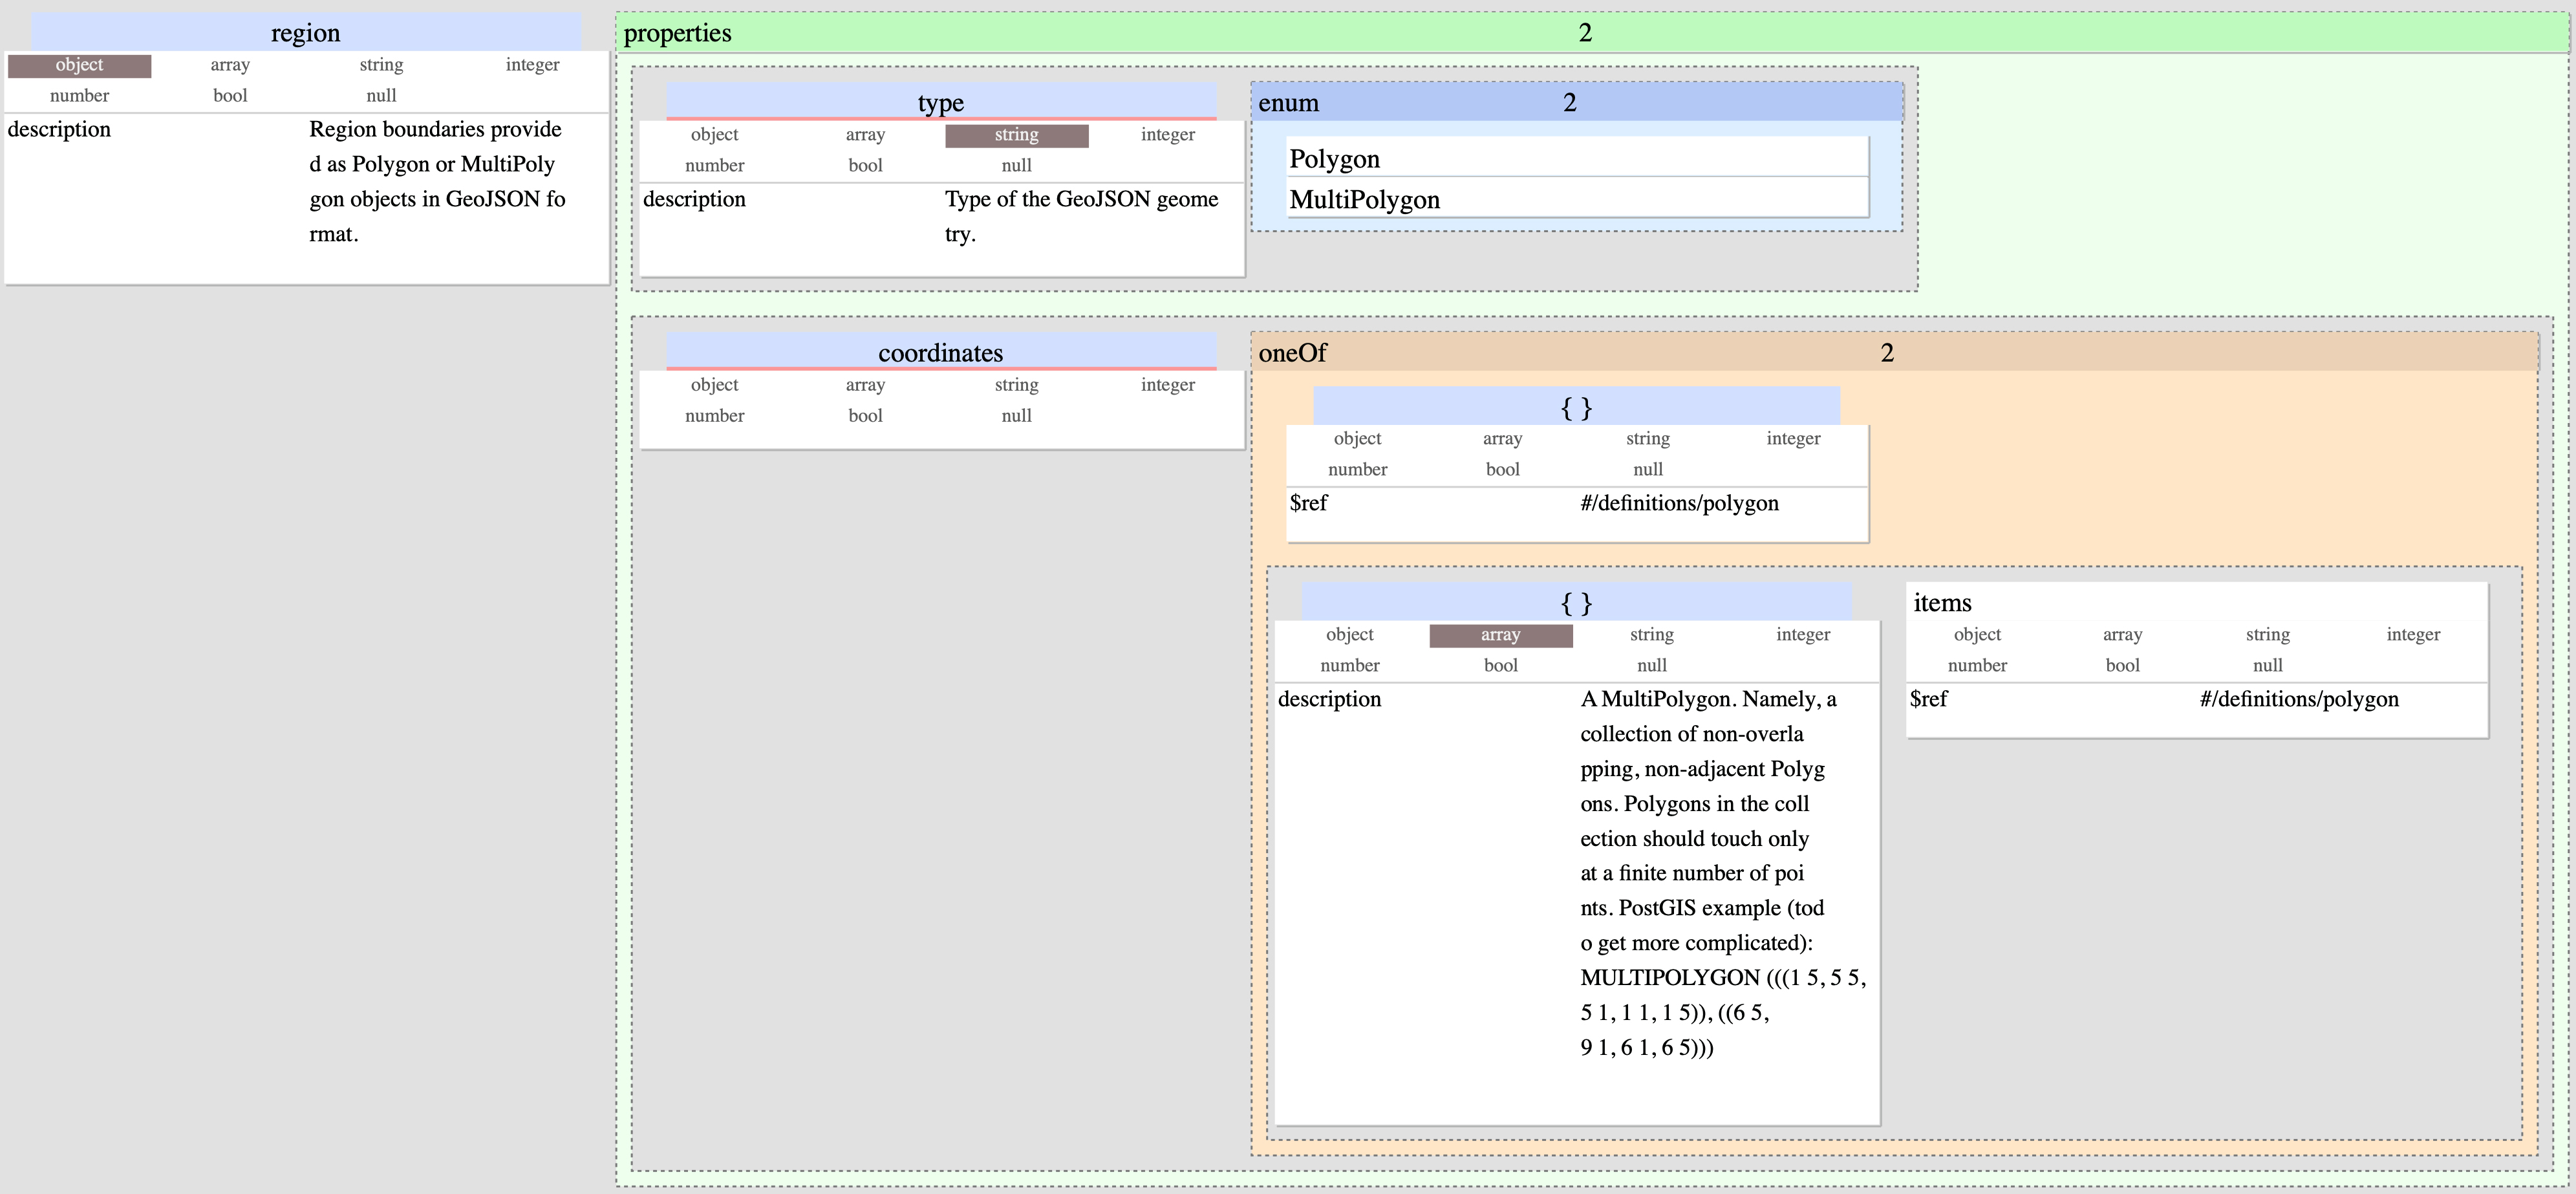 region
object array string integer
number bool null
description Region boundaries provide
d as Polygon or MultiPoly
gon objects in GeoJSON fo
rmat.
properties 2
type
object array string integer
number bool null
description Type of the GeoJSON geome
try.
enum 2
Polygon
MultiPolygon
coordinates
object array string integer
number bool null
oneOf 2
{ }
object array string integer
number bool null
$ref #/definitions/polygon
{ }
object array string integer
number bool null
description A MultiPolygon. Namely, a
collection of non-overla
pping, non-adjacent Polyg
ons. Polygons in the coll
ection should touch only
at a finite number of poi
nts. PostGIS example (tod
o get more complicated):
MULTIPOLYGON (((1 5, 5 5,
5 1, 1 1, 1 5)), ((6 5,
9 1, 6 1, 6 5)))
items
object array string integer
number bool null
$ref #/definitions/polygon